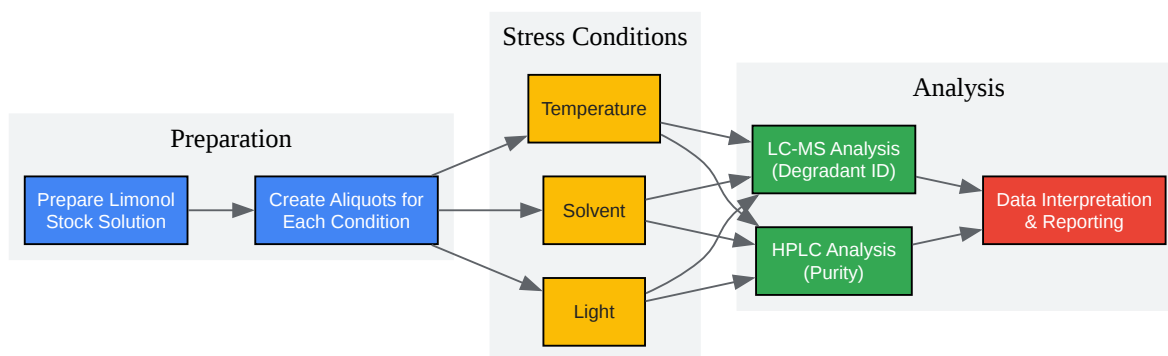 Preparation
Prepare Limonol
Stock Solution
Create Aliquots for
Each Condition
Stress Conditions
Temperature
Solvent
Light
Analysis
LC-MS Analysis
(Degradant ID)
HPLC Analysis
(Purity)
Data Interpretation
& Reporting